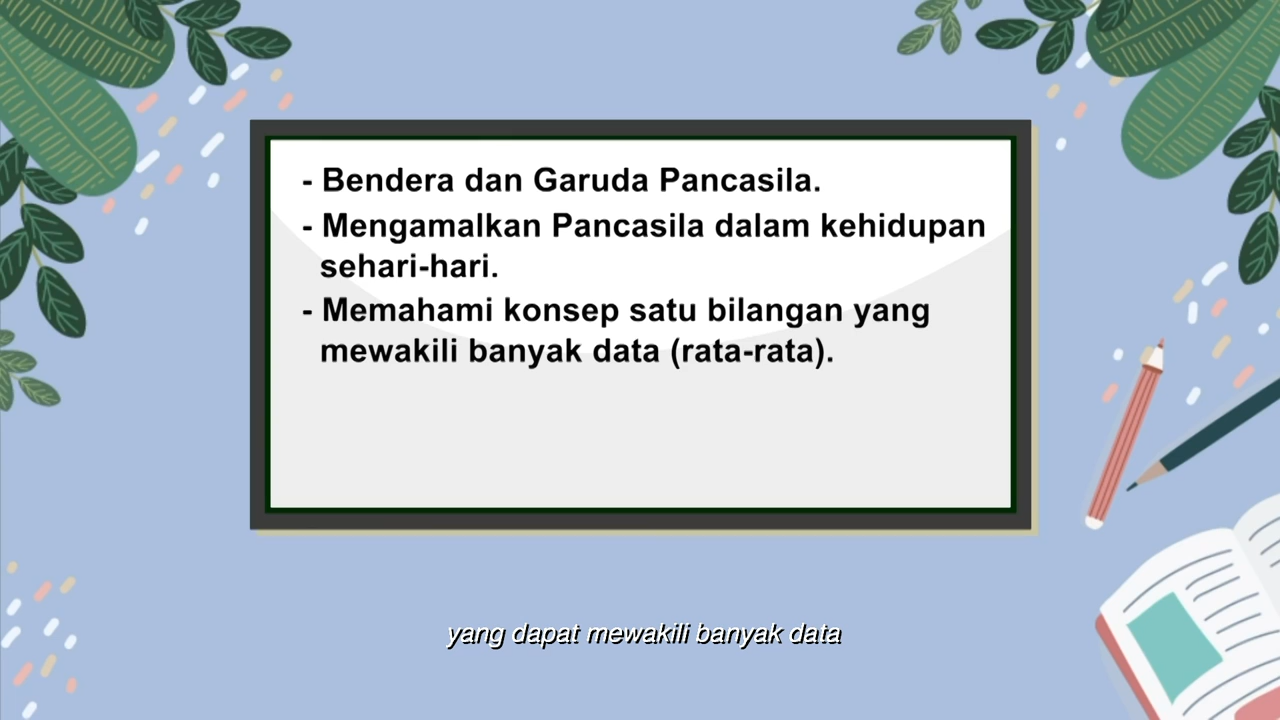 - Bendera dan Garuda Pancasila.
- Mengamalkan Pancasila dalam kehidupan
sehari-hari.
- Memahami konsep satu bilangan yang
mewakili banyak data (rata-rata).
yang dapat mewakili banyak data